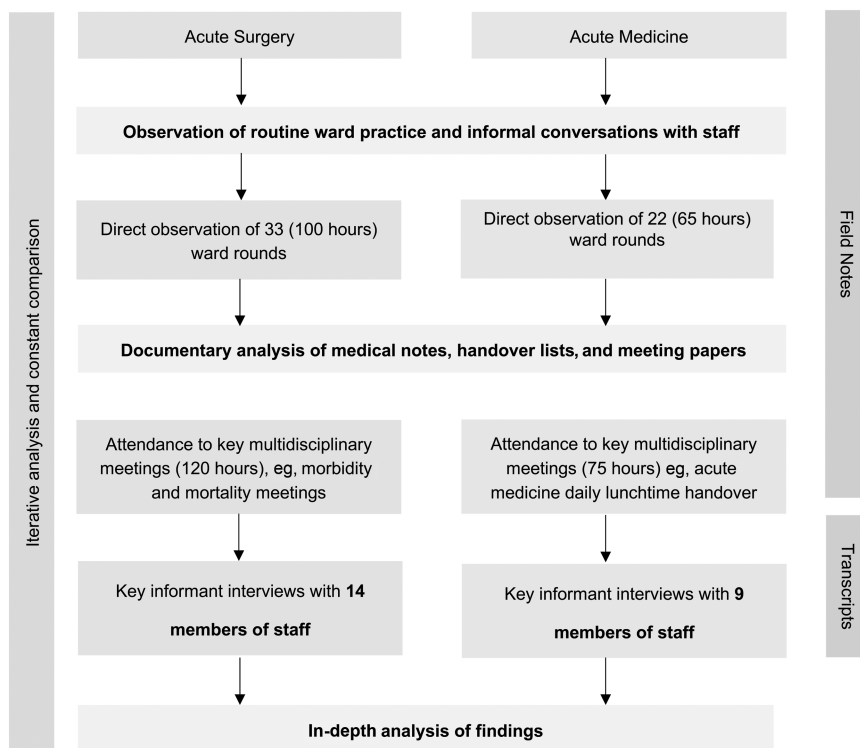 Acute Surgery
Acute Medicine
Observation of routine ward practice and informal conversations with staff
Direct observation of 33 (100 hours)
ward rounds
Direct observation of 22 (65 hours)
ward rounds
Documentary analysis of medical notes, handover lists, and meeting papers
Attendance to key multidisciplinary
meetings (120 hours), eg, morbidity
and mortality meetings
Attendance to key multidisciplinary
meetings (75 hours) eg, acute
medicine daily lunchtime handover
Key informant interviews with 14
members of staff
Key informant interviews with 9
members of staff
In-depth analysis of findings
Iterative analysis and constant comparison
Field Notes
Transcripts